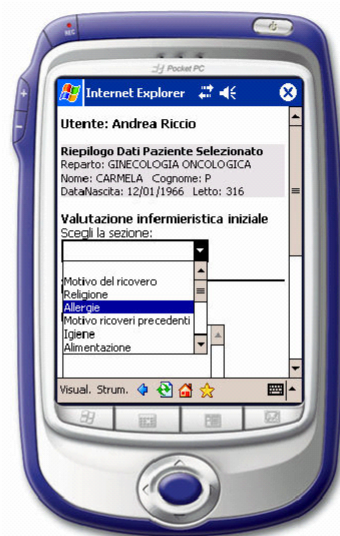 REC
Pocket PC
Internet Explorer
Utente: Andrea Riccio
Riepilogo Dati Paziente Selezionato
Reparto: GINECOLOGIA ONCOLOGICA
Nome: CARMELA Cognome: P
DataNascita: 12/01/1966 Letto: 316
Valutazione infermieristica iniziale
Scegli la sezione:
Motivo del ricovero
Religione
Allergie
Motivo ricoveri precedenti
Igiene
Alimentazione
Visual. Strum.